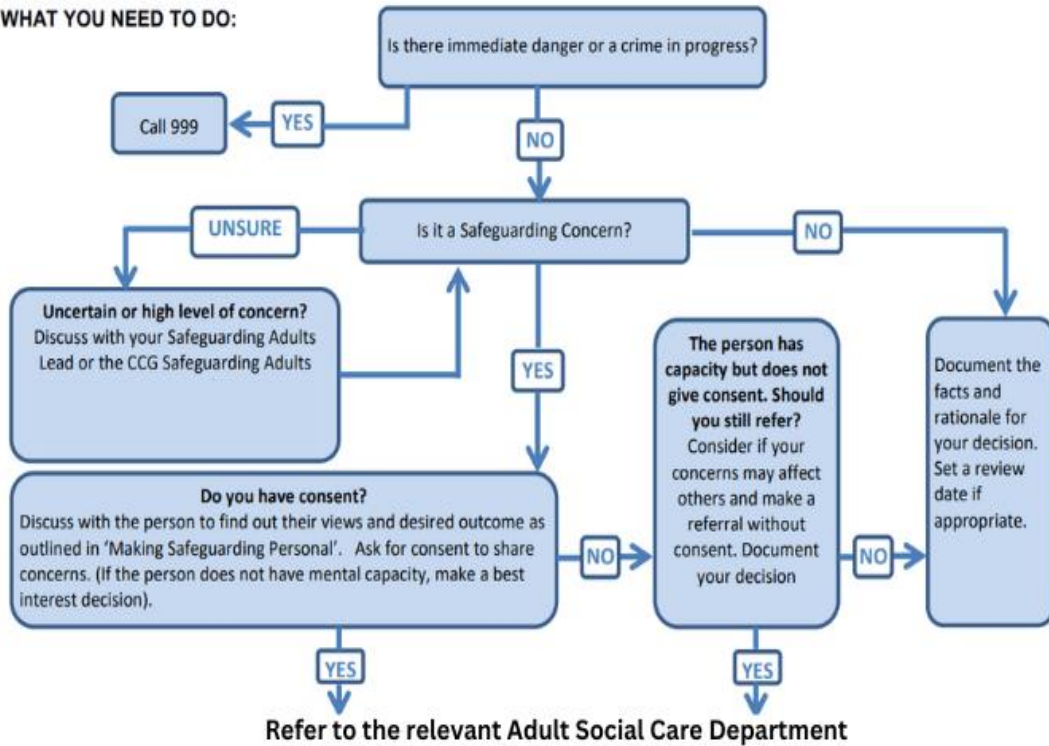 WHAT YOU NEED TO DO:
Is there immediate danger or a crime in progress?
Call 999
YES
NO
UNSURE
Is it a Safeguarding Concern?
NO
Uncertain or high level of concern?
Discuss with your Safeguarding Adults
Lead or the CCG Safeguarding Adults
YES
The person has
capacity but does not
give consent. Should
you still refer?
Consider if your
concerns may affect
others and make a
referral without
consent. Document
your decision
Document the
facts and
rationale for
your decision.
Set a review
date if
appropriate.
Do you have consent?
Discuss with the person to find out their views and desired outcome as
outlined in 'Making Safeguarding Personal'. Ask for consent to share
concerns. (If the person does not have mental capacity, make a best
interest decision).
NO
NO
YES
YES
Refer to the relevant Adult Social Care Department